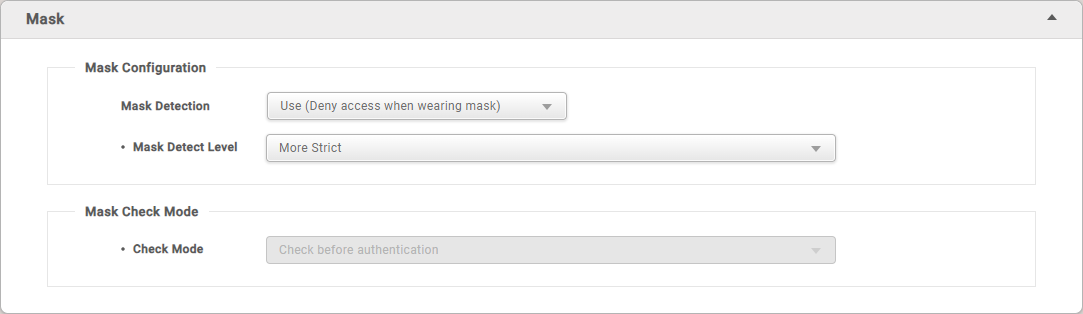 Mask
Mask Configuration
Mask Detection Use (Deny access when wearing mask)
• Mask Detect Level More Strict
Mask Check Mode
• Check Mode Check before authentication